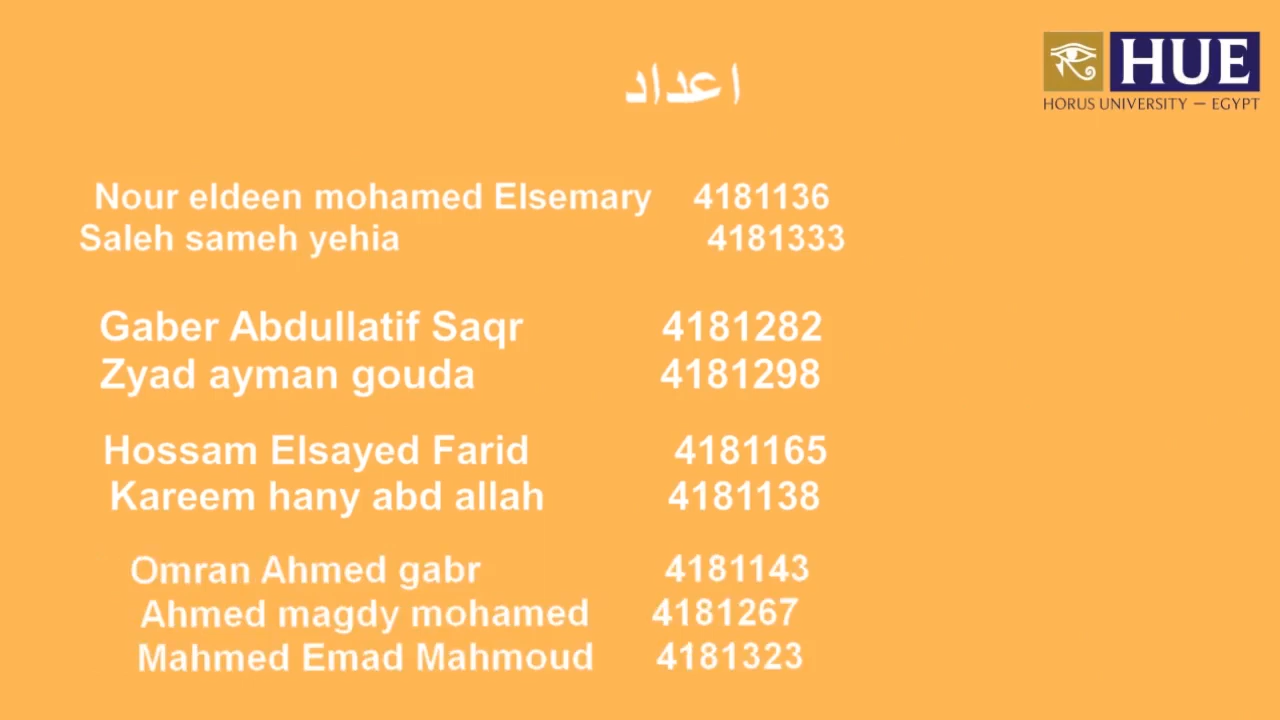 اعداد
HUE
HORUS UNIVERSITY — EGYPT
Nour eldeen mohamed Elsemary 4181136
Saleh sameh yehia 4181333
Gaber Abdullatif Saqr 4181282
Zyad ayman gouda 4181298
Hossam Elsayed Farid 4181165
Kareem hany abd allah 4181138
Omran Ahmed gabr 4181143
Ahmed magdy mohamed 4181267
Mahmed Emad Mahmoud 4181323